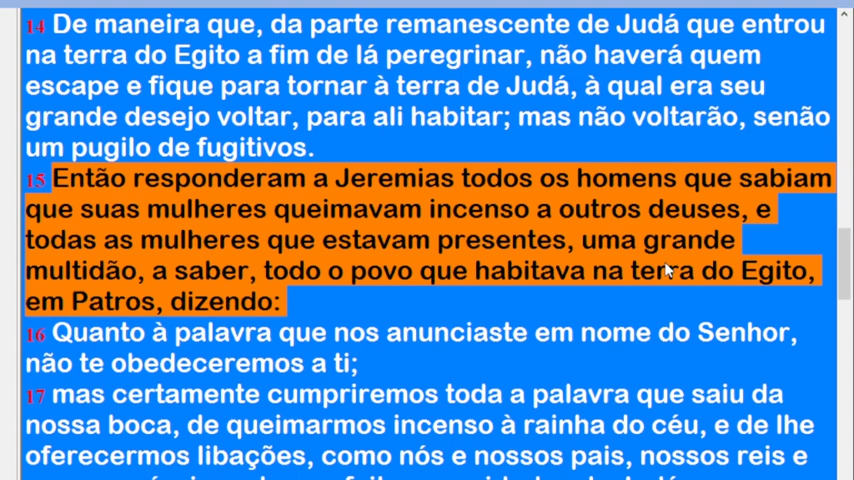 14 De maneira que, da parte remanescente de Judá que entrou
na terra do Egito a fim de lá peregrinar, não haverá quem
escape e fique para tornar à terra de Judá, à qual era seu
grande desejo voltar, para ali habitar; mas não voltarão, senão
um pugilo de fugitivos.
15 Então responderam a Jeremias todos os homens que sabiam
que suas mulheres queimavam incenso a outros deuses, e
todas as mulheres que estavam presentes, uma grande
multidão, a saber, todo o povo que habitava na terra do Egito,
em Patros, dizendo:
16 Quanto à palavra que nos anunciaste em nome do Senhor,
não te obedeceremos a ti;
17 mas certamente cumpriremos toda a palavra que saiu da
nossa boca, de queimarmos incenso à rainha do céu, e de lhe
oferecermos libações, como nós e nossos pais, nossos reis e